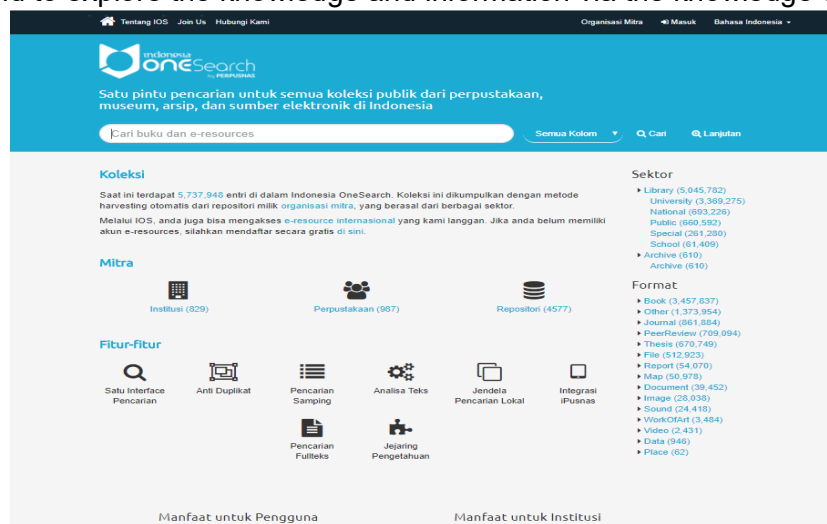 to explore the knowledge and information via the knowledge
Tentang IOS Join Us Hubungi Kami Organisasi Mitra Masuk Bahasa Indonesia
indonesia
oneSearch
by PERPUSNAS
Satu pintu pencarian untuk semua koleksi publik dari perpustakaan,
museum, arsip, dan sumber elektronik di Indonesia
Cari buku dan e-resources Semua Kolom Cari Lanjutan
Koleksi
Saat ini terdapat 5,737,948 entri di dalam Indonesia OneSearch. Koleksi ini dikumpulkan dengan metode
harvesting otomatis dari repositori milik organisasi mitra, yang berasal dari berbagai sektor.
Melalui IOS, anda juga bisa mengakses e-resource internasional yang kami langgan. Jika anda belum memiliki
akun e-resources, silahkan mendaftar secara gratis di sini.
Mitra
Institusi (829) Perpustakaan (987) Repositori (4577)
Fitur-fitur
Satu Interface
Pencarian
Anti Duplikat
Pencarian
Samping
Analisa Teks
Jendela
Pencarian Lokal
Integrasi
iPusnas
Pencarian
Fullteks
Jejaring
Pengetahuan
Sektor
Library (5,045,782)
University (3,369,275)
National (693,226)
Public (660,592)
Special (261,280)
School (61,409)
Archive (610)
Archive (610)
Format
Book (3,457,837)
Other (1,373,954)
Journal (861,884)
PeerReview (709,094)
Thesis (670,749)
File (512,923)
Report (54,070)
Map (50,978)
Document (39,452)
Image (28,038)
Sound (24,418)
WorkOfArt (3,484)
Video (2,431)
Data (946)
Place (62)
Manfaat untuk Pengguna Manfaat untuk Institusi